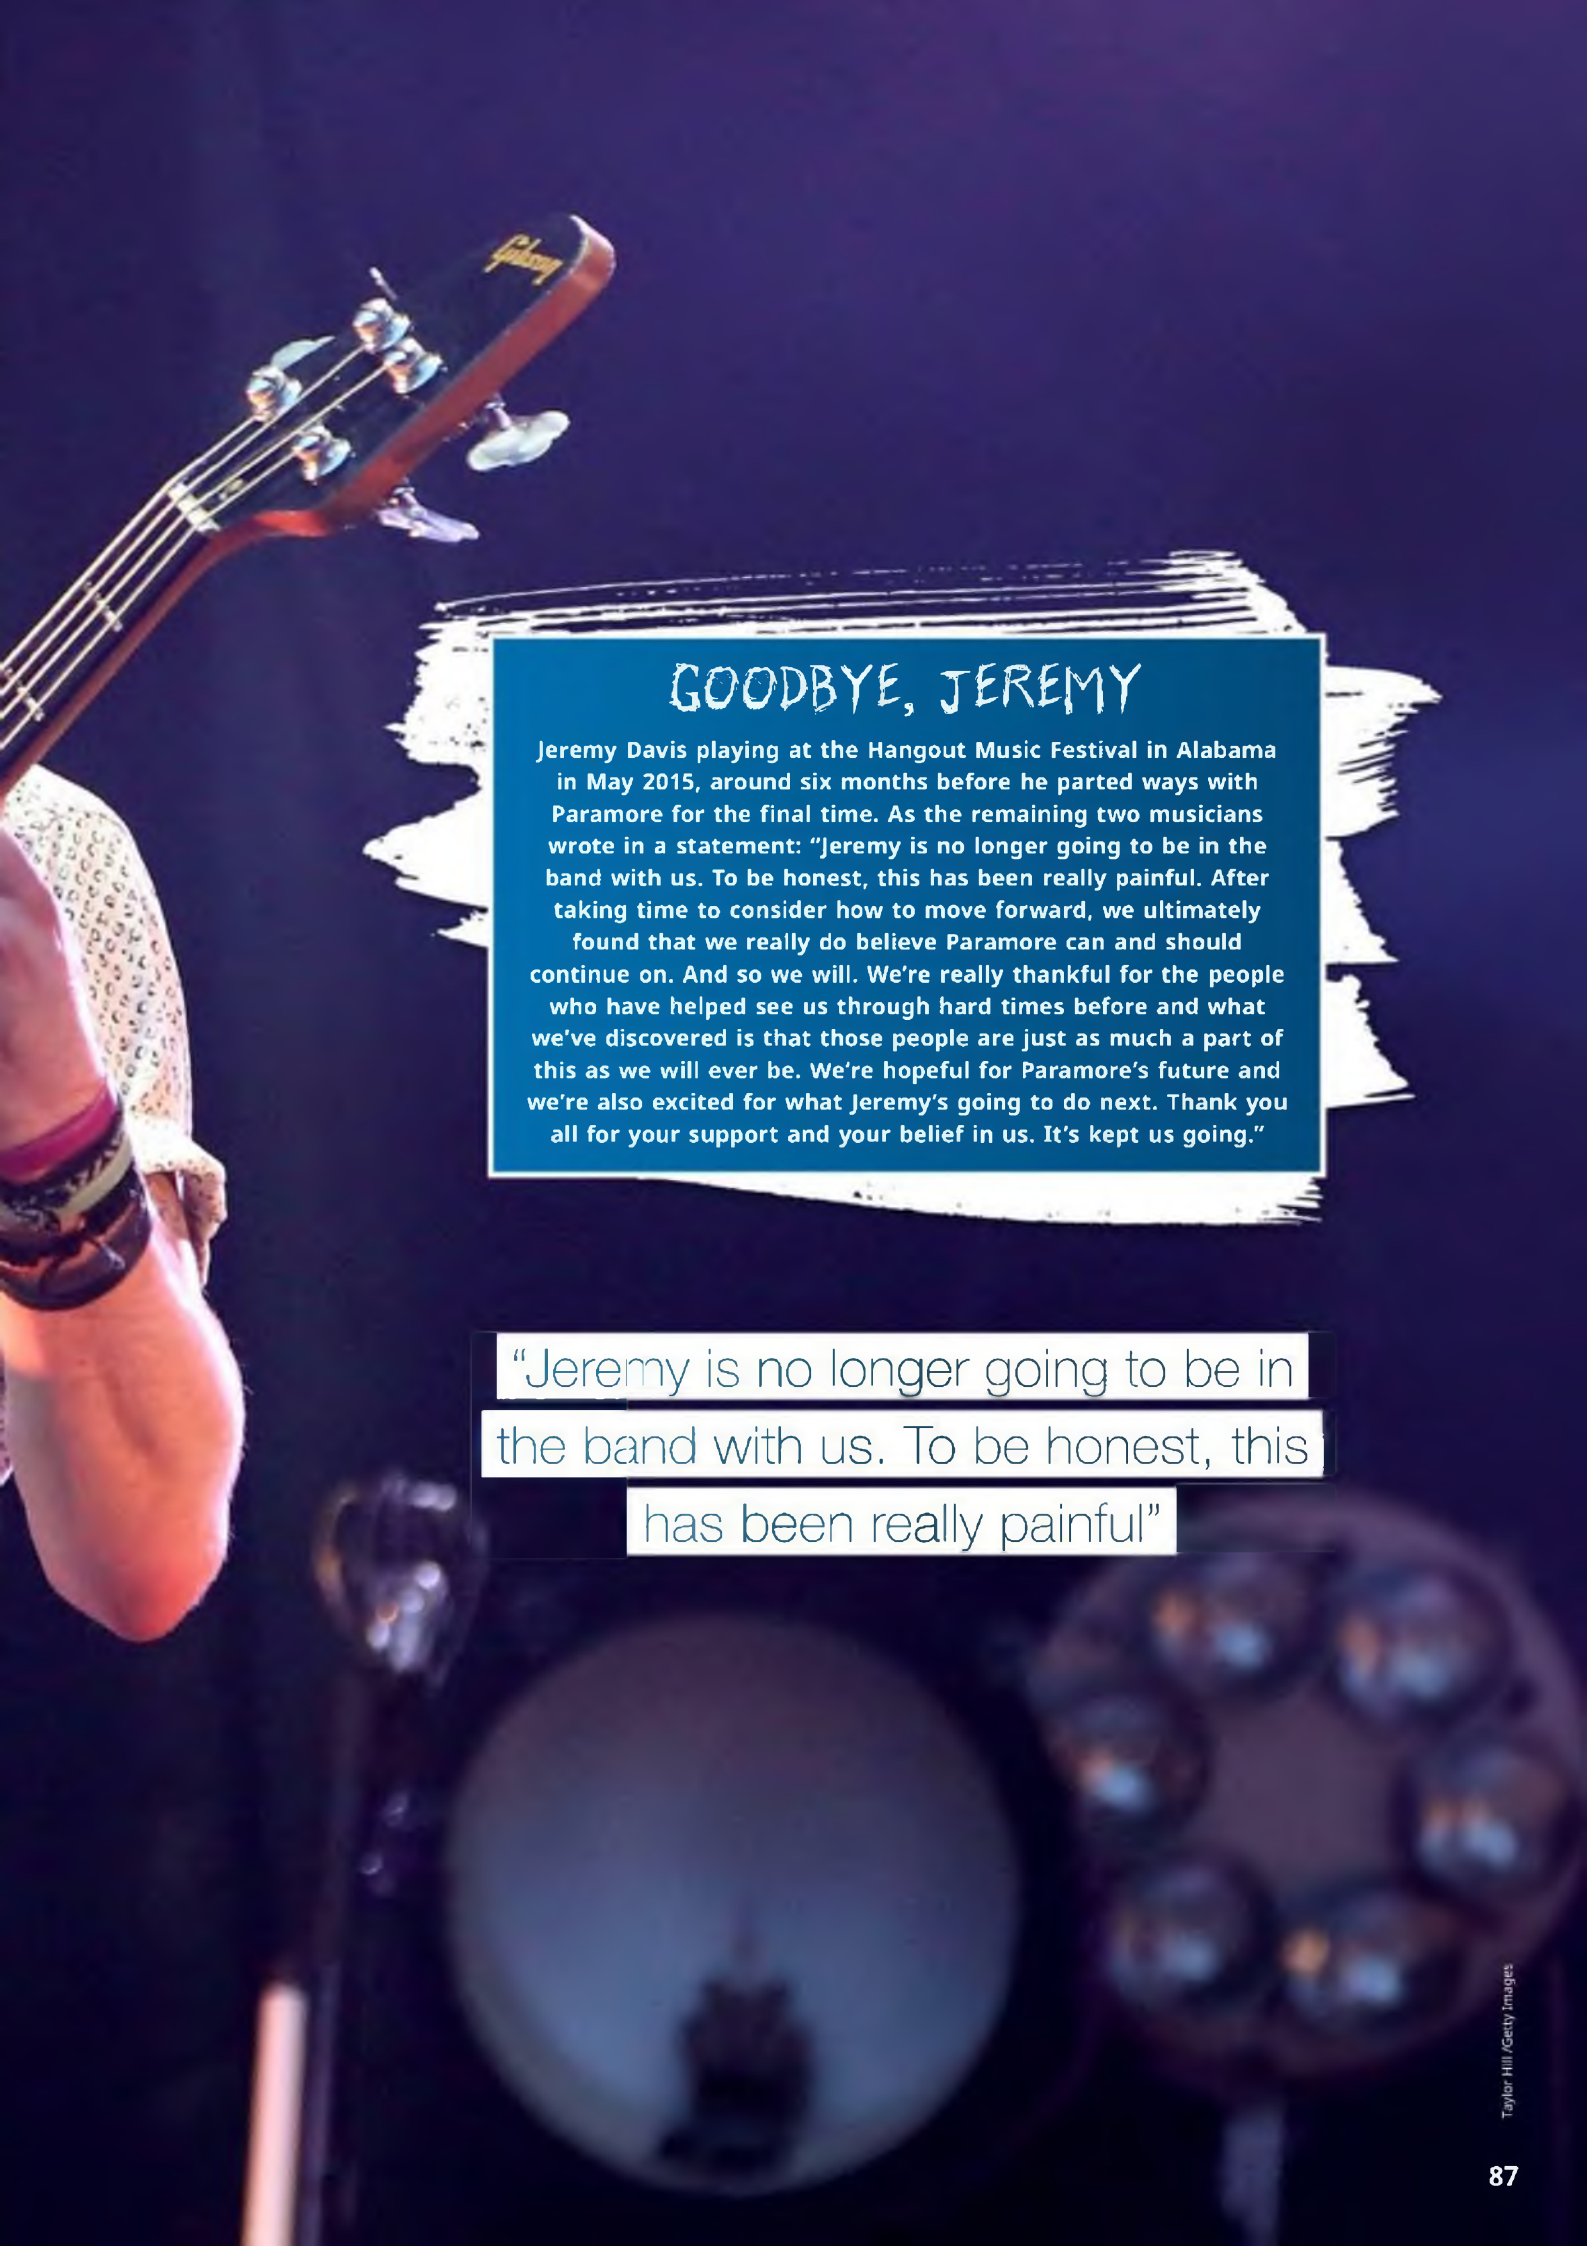 Gibson
GOODBYE, JEREMY
Jeremy Davis playing at the Hangout Music Festival in Alabama
in May 2015, around six months before he parted ways with
Paramore for the final time. As the remaining two musicians
wrote in a statement: “Jeremy is no longer going to be in the
band with us. To be honest, this has been really painful. After
taking time to consider how to move forward, we ultimately
found that we really do believe Paramore can and should
continue on. And so we will. We’re really thankful for the people
who have helped see us through hard times before and what
we’ve discovered is that those people are just as much a part of
this as we will ever be. We’re hopeful for Paramore’s future and
we’re also excited for what Jeremy’s going to do next. Thank you
all for your support and your belief in us. It’s kept us going.”
“Jeremy is no longer going to be in
the band with us. To be honest, this
has been really painful”
Taylor Hill /Getty Images
87